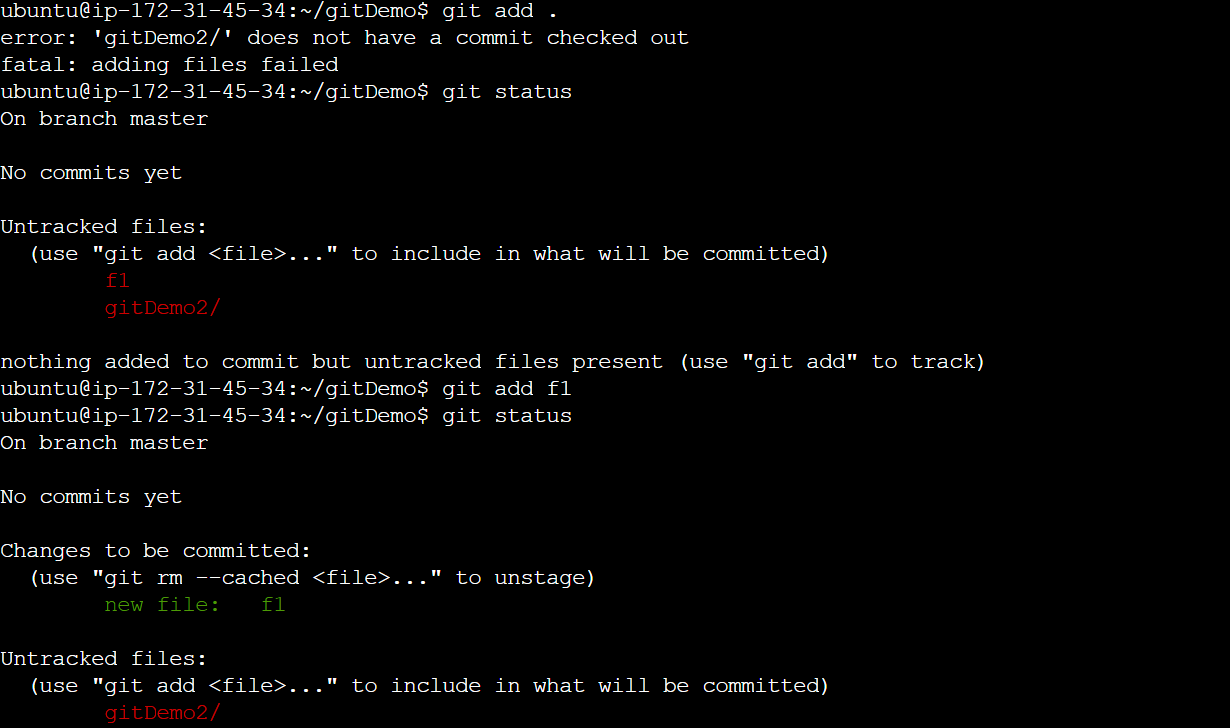 ubuntu@ip-172-31-45-34:~/gitDemo$ git add .
error: 'gitDemo2/' does not have a commit checked out
fatal: adding files failed
ubuntu@ip-172-31-45-34:~/gitDemo$ git status
On branch master
No commits yet
Untracked files:
  (use "git add <file>..." to include in what will be committed)
        f1
        gitDemo2/
nothing added to commit but untracked files present (use "git add" to track)
ubuntu@ip-172-31-45-34:~/gitDemo$ git add f1
ubuntu@ip-172-31-45-34:~/gitDemo$ git status
On branch master
No commits yet
Changes to be committed:
  (use "git rm --cached <file>..." to unstage)
        new file:   f1
Untracked files:
  (use "git add <file>..." to include in what will be committed)
        gitDemo2/